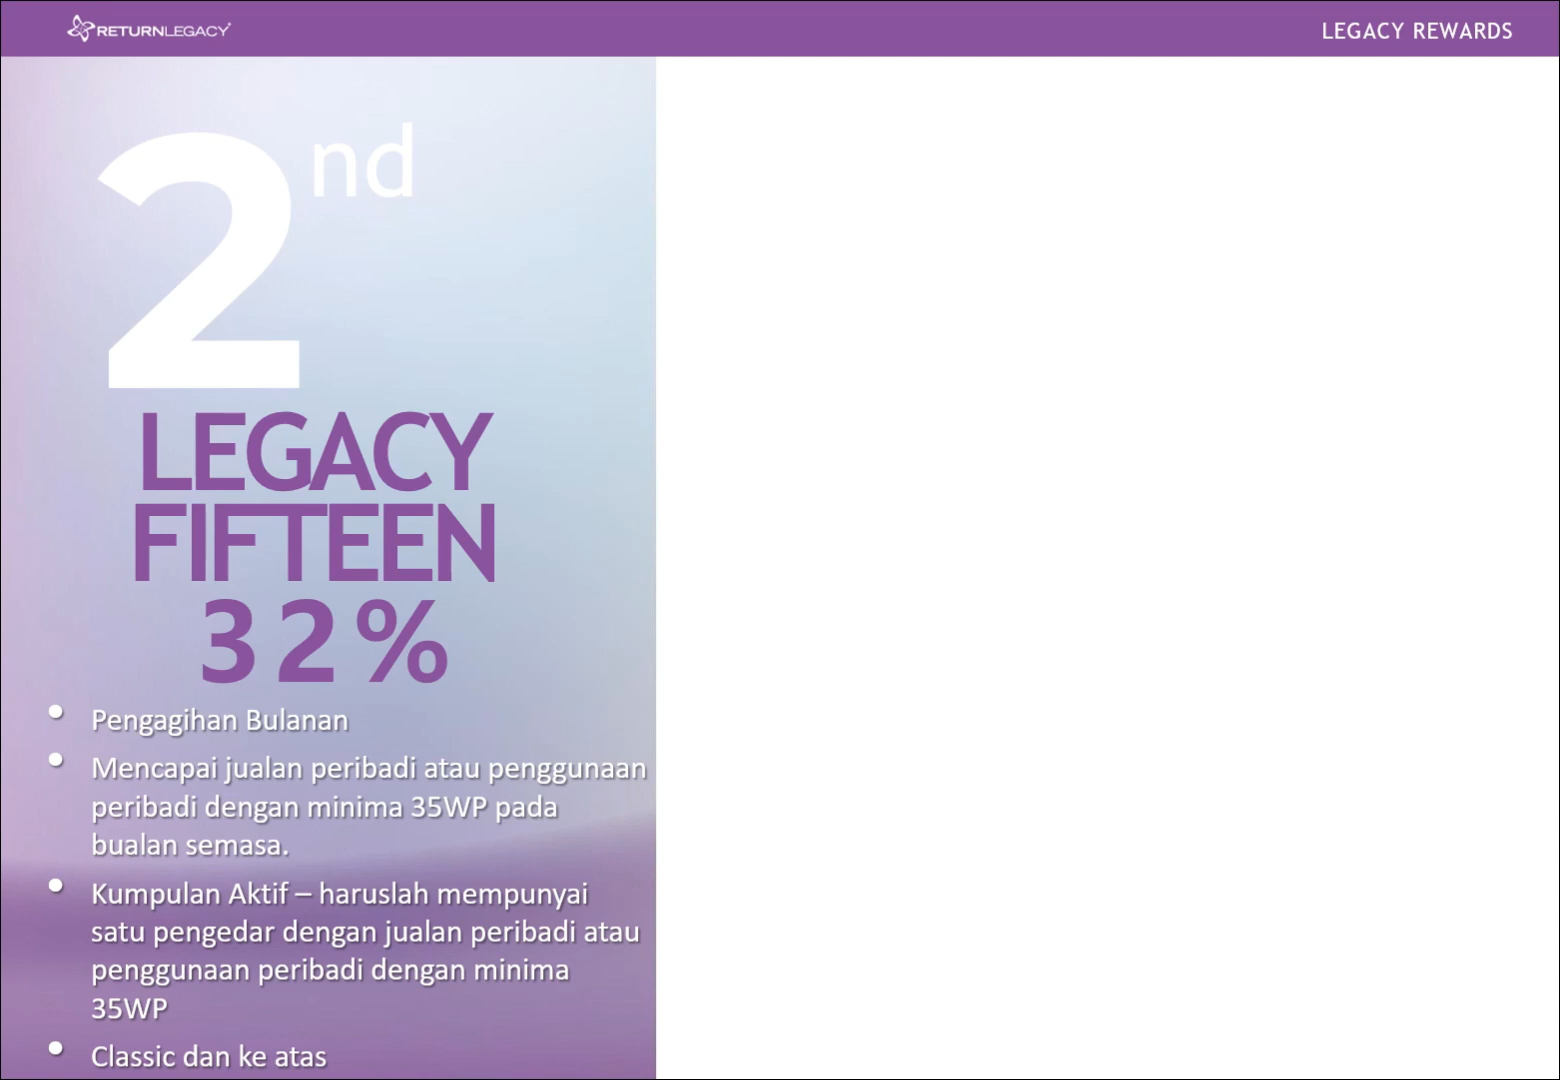 RETURNLEGACY
LEGACY REWARDS
2nd
LEGACY
FIFTEEN
32%
• Pengagihan Bulanan
• Mencapai jualan peribadi atau penggunaan
peribadi dengan minima 35WP pada
bualan semasa.
• Kumpulan Aktif – haruslah mempunyai
satu pengedar dengan jualan peribadi atau
penggunaan peribadi dengan minima
35WP
• Classic dan ke atas